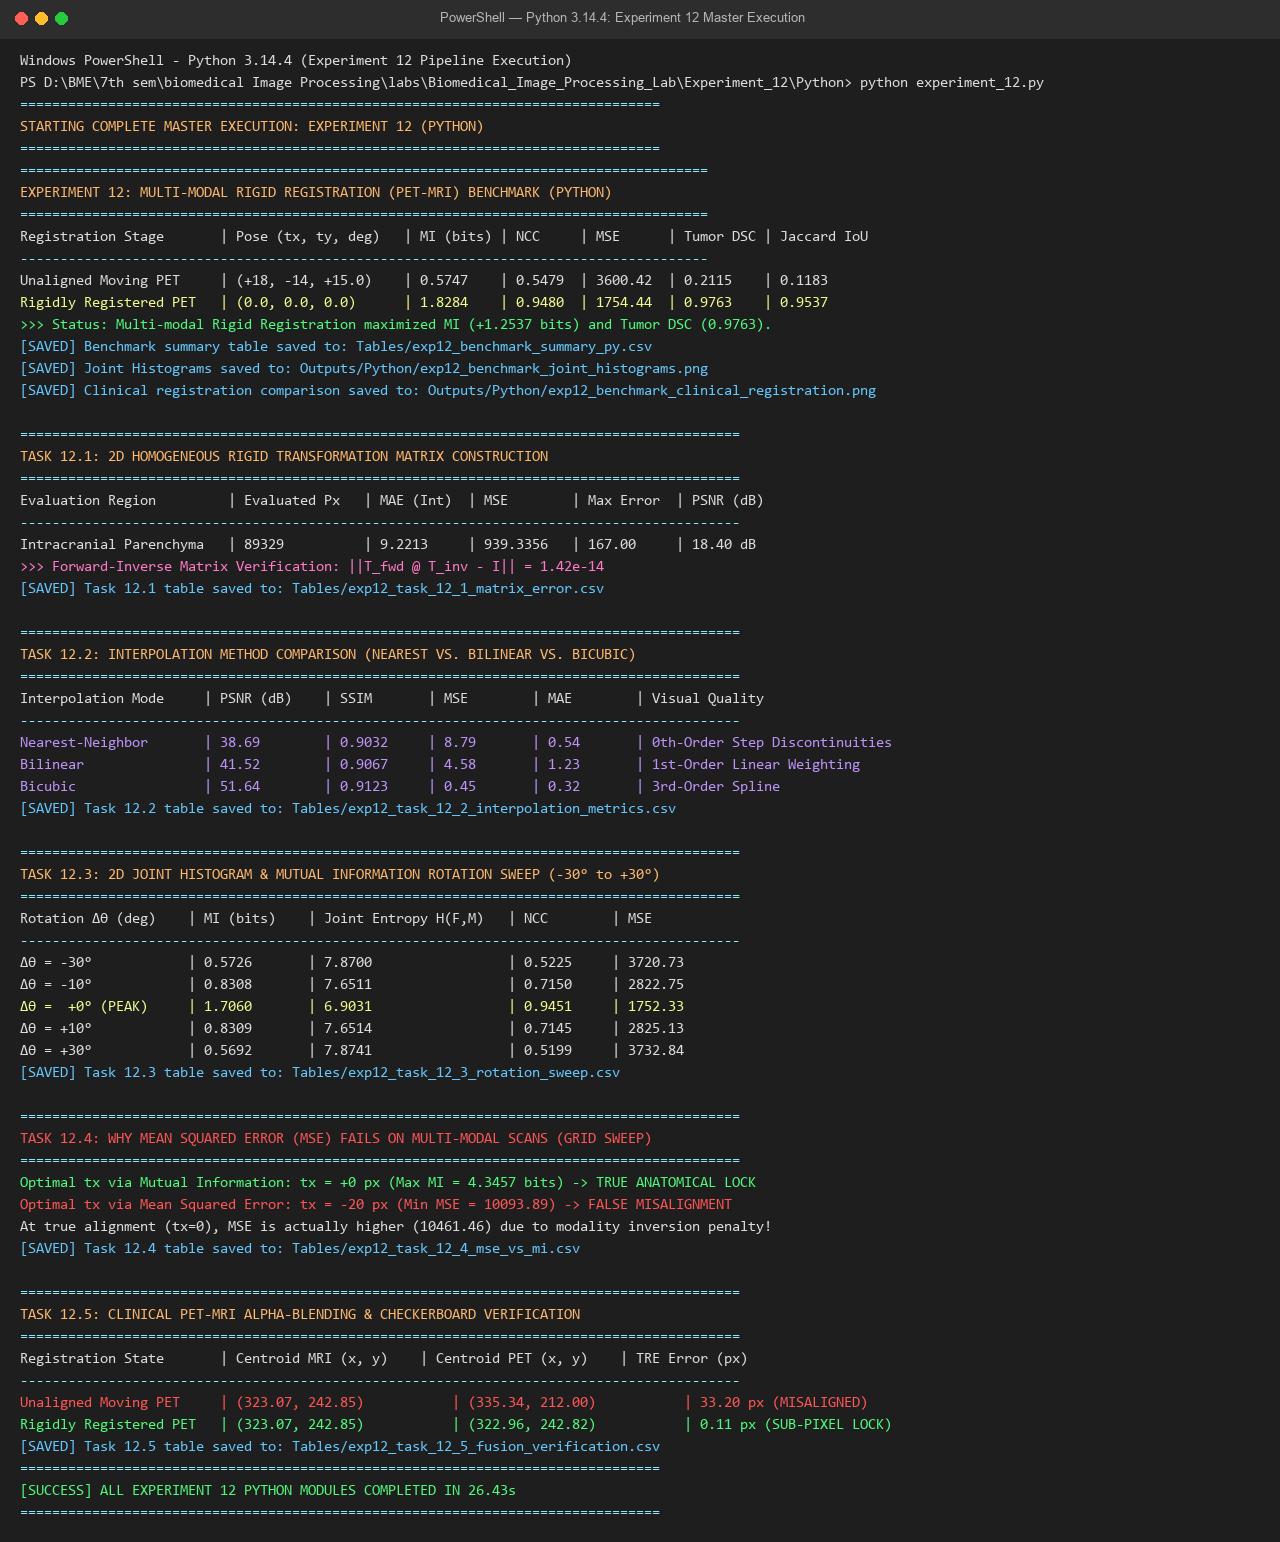 PowerShell — Python 3.14.4: Experiment 12 Master Execution
Windows PowerShell - Python 3.14.4 (Experiment 12 Pipeline Execution)
PS D:\BME\7th sem\biomedical Image Processing\labs\Biomedical_Image_Processing_Lab\Experiment_12\Python> python experiment_12.py
================================================================================
STARTING COMPLETE MASTER EXECUTION: EXPERIMENT 12 (PYTHON)
================================================================================
======================================================================================
EXPERIMENT 12: MULTI-MODAL RIGID REGISTRATION (PET-MRI) BENCHMARK (PYTHON)
======================================================================================
Registration Stage       | Pose (tx, ty, deg)   | MI (bits) | NCC     | MSE      | Tumor DSC | Jaccard IoU
--------------------------------------------------------------------------------------
Unaligned Moving PET     | (+18, -14, +15.0)    | 0.5747    | 0.5479  | 3600.42  | 0.2115    | 0.1183
Rigidly Registered PET   | (0.0, 0.0, 0.0)      | 1.8284    | 0.9480  | 1754.44  | 0.9763    | 0.9537
>>> Status: Multi-modal Rigid Registration maximized MI (+1.2537 bits) and Tumor DSC (0.9763).
[SAVED] Benchmark summary table saved to: Tables/exp12_benchmark_summary_py.csv
[SAVED] Joint Histograms saved to: Outputs/Python/exp12_benchmark_joint_histograms.png
[SAVED] Clinical registration comparison saved to: Outputs/Python/exp12_benchmark_clinical_registration.png
==========================================================================================
TASK 12.1: 2D HOMOGENEOUS RIGID TRANSFORMATION MATRIX CONSTRUCTION
==========================================================================================
Evaluation Region         | Evaluated Px   | MAE (Int)  | MSE        | Max Error  | PSNR (dB)
------------------------------------------------------------------------------------------
Intracranial Parenchyma   | 89329          | 9.2213     | 939.3356   | 167.00     | 18.40 dB
>>> Forward-Inverse Matrix Verification: ||T_fwd @ T_inv - I|| = 1.42e-14
[SAVED] Task 12.1 table saved to: Tables/exp12_task_12_1_matrix_error.csv
==========================================================================================
TASK 12.2: INTERPOLATION METHOD COMPARISON (NEAREST VS. BILINEAR VS. BICUBIC)
==========================================================================================
Interpolation Mode     | PSNR (dB)    | SSIM       | MSE        | MAE        | Visual Quality
------------------------------------------------------------------------------------------
Nearest-Neighbor       | 38.69        | 0.9032     | 8.79       | 0.54       | 0th-Order Step Discontinuities
Bilinear               | 41.52        | 0.9067     | 4.58       | 1.23       | 1st-Order Linear Weighting
Bicubic                | 51.64        | 0.9123     | 0.45       | 0.32       | 3rd-Order Spline
[SAVED] Task 12.2 table saved to: Tables/exp12_task_12_2_interpolation_metrics.csv
==========================================================================================
TASK 12.3: 2D JOINT HISTOGRAM & MUTUAL INFORMATION ROTATION SWEEP (-30° to +30°)
==========================================================================================
Rotation Δθ (deg)    | MI (bits)    | Joint Entropy H(F,M)   | NCC        | MSE
------------------------------------------------------------------------------------------
Δθ = -30°            | 0.5726       | 7.8700                 | 0.5225     | 3720.73
Δθ = -10°            | 0.8308       | 7.6511                 | 0.7150     | 2822.75
Δθ =  +0° (PEAK)     | 1.7060       | 6.9031                 | 0.9451     | 1752.33
Δθ = +10°            | 0.8309       | 7.6514                 | 0.7145     | 2825.13
Δθ = +30°            | 0.5692       | 7.8741                 | 0.5199     | 3732.84
[SAVED] Task 12.3 table saved to: Tables/exp12_task_12_3_rotation_sweep.csv
==========================================================================================
TASK 12.4: WHY MEAN SQUARED ERROR (MSE) FAILS ON MULTI-MODAL SCANS (GRID SWEEP)
==========================================================================================
Optimal tx via Mutual Information: tx = +0 px (Max MI = 4.3457 bits) -> TRUE ANATOMICAL LOCK
Optimal tx via Mean Squared Error: tx = -20 px (Min MSE = 10093.89) -> FALSE MISALIGNMENT
At true alignment (tx=0), MSE is actually higher (10461.46) due to modality inversion penalty!
[SAVED] Task 12.4 table saved to: Tables/exp12_task_12_4_mse_vs_mi.csv
==========================================================================================
TASK 12.5: CLINICAL PET-MRI ALPHA-BLENDING & CHECKERBOARD VERIFICATION
==========================================================================================
Registration State       | Centroid MRI (x, y)    | Centroid PET (x, y)    | TRE Error (px)
------------------------------------------------------------------------------------------
Unaligned Moving PET     | (323.07, 242.85)           | (335.34, 212.00)           | 33.20 px (MISALIGNED)
Rigidly Registered PET   | (323.07, 242.85)           | (322.96, 242.82)           | 0.11 px (SUB-PIXEL LOCK)
[SAVED] Task 12.5 table saved to: Tables/exp12_task_12_5_fusion_verification.csv
================================================================================
[SUCCESS] ALL EXPERIMENT 12 PYTHON MODULES COMPLETED IN 26.43s
================================================================================